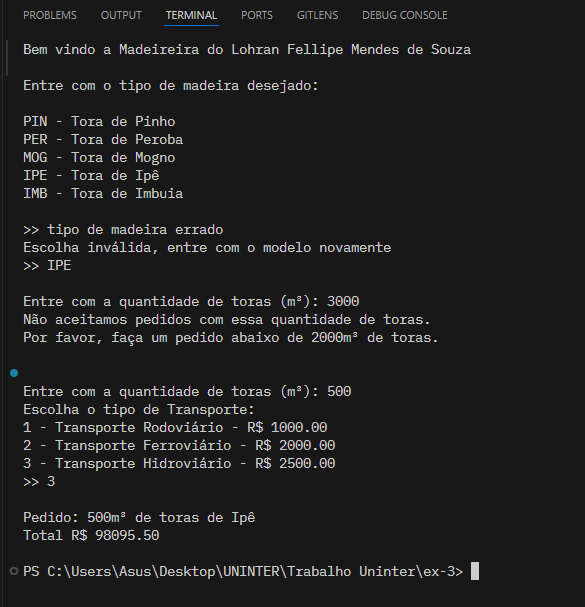 PROBLEMS OUTPUT TERMINAL PORTS GITLENS DEBUG CONSOLE
Bem vindo a Madeireira do Lohran Fellipe Mendes de Souza
Entre com o tipo de madeira desejado:
PIN - Tora de Pinho
PER - Tora de Peroba
MOG - Tora de Mogno
IPE - Tora de Ipê
IMB - Tora de Imbuia
>> tipo de madeira errado
Escolha inválida, entre com o modelo novamente
>> IPE
Entre com a quantidade de toras (m³): 3000
Não aceitamos pedidos com essa quantidade de toras.
Por favor, faça um pedido abaixo de 2000m³ de toras.
Entre com a quantidade de toras (m³): 500
Escolha o tipo de Transporte:
1 - Transporte Rodoviário - R$ 1000.00
2 - Transporte Ferroviário - R$ 2000.00
3 - Transporte Hidroviário - R$ 2500.00
>> 3
Pedido: 500m³ de toras de Ipê
Total R$ 98095.50
PS C:\Users\Asus\Desktop\UNINTER\Trabalho Uninter\ex-3>